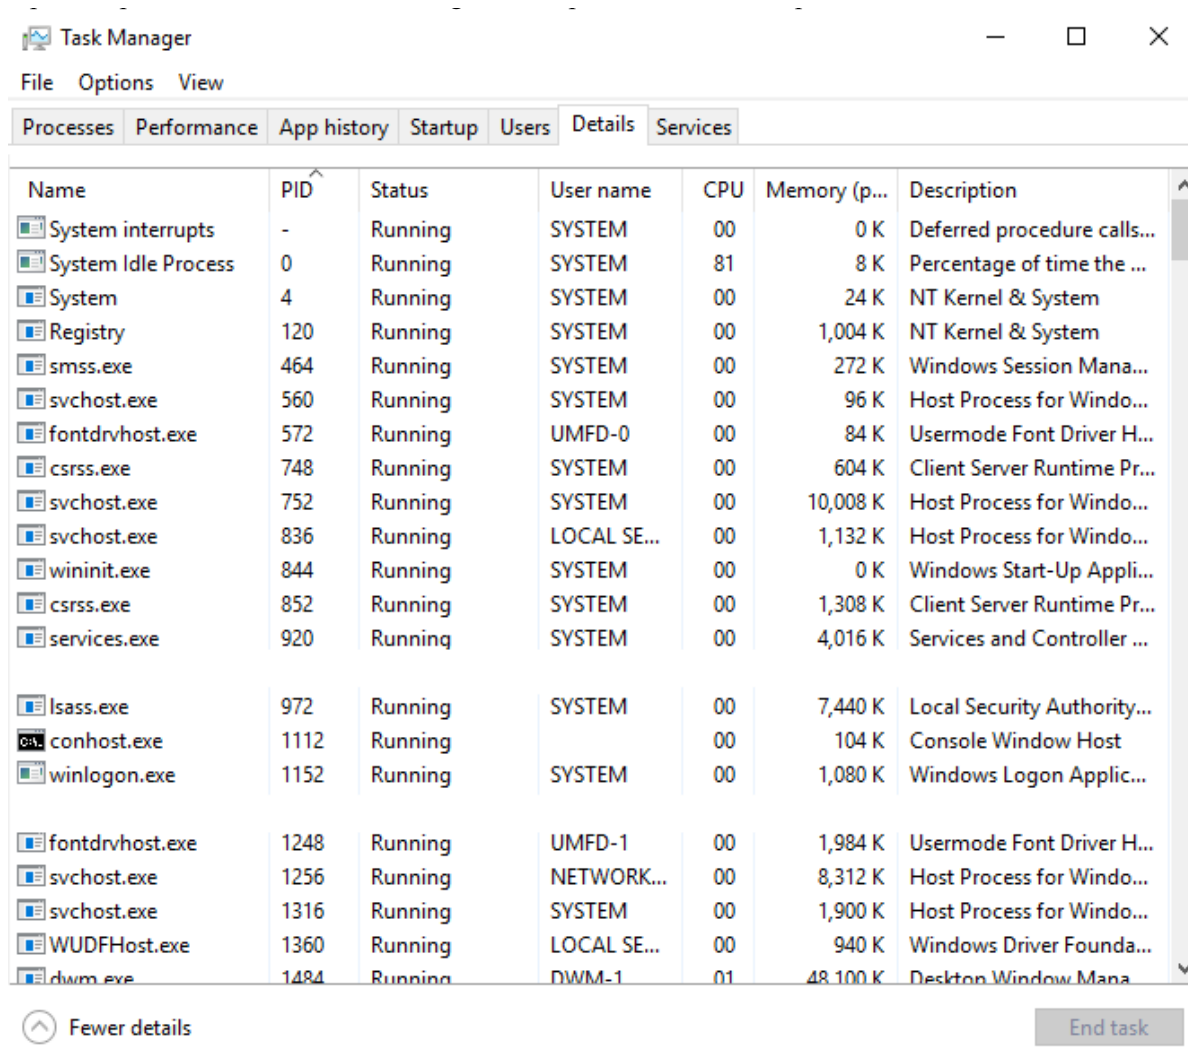 Task Manager
File Options View
Processes Performance App history Startup Users Details Services
Name PID Status User name CPU Memory (p... Description
System interrupts - Running SYSTEM 00 0 K Deferred procedure calls...
System Idle Process 0 Running SYSTEM 81 8 K Percentage of time the ...
System 4 Running SYSTEM 00 24 K NT Kernel & System
Registry 120 Running SYSTEM 00 1,004 K NT Kernel & System
smss.exe 464 Running SYSTEM 00 272 K Windows Session Mana...
svchost.exe 560 Running SYSTEM 00 96 K Host Process for Windo...
fontdrvhost.exe 572 Running UMFD-0 00 84 K Usermode Font Driver H...
csrss.exe 748 Running SYSTEM 00 604 K Client Server Runtime Pr...
svchost.exe 752 Running SYSTEM 00 10,008 K Host Process for Windo...
svchost.exe 836 Running LOCAL SE... 00 1,132 K Host Process for Windo...
wininit.exe 844 Running SYSTEM 00 0 K Windows Start-Up Appli...
csrss.exe 852 Running SYSTEM 00 1,308 K Client Server Runtime Pr...
services.exe 920 Running SYSTEM 00 4,016 K Services and Controller ...
lsass.exe 972 Running SYSTEM 00 7,440 K Local Security Authority...
C:\. conhost.exe 1112 Running 00 104 K Console Window Host
winlogon.exe 1152 Running SYSTEM 00 1,080 K Windows Logon Applic...
fontdrvhost.exe 1248 Running UMFD-1 00 1,984 K Usermode Font Driver H...
svchost.exe 1256 Running NETWORK... 00 8,312 K Host Process for Windo...
svchost.exe 1316 Running SYSTEM 00 1,900 K Host Process for Windo...
WUDFHost.exe 1360 Running LOCAL SE... 00 940 K Windows Driver Founda...
dwm.exe 1484 Running DWM-1 01 48,100 K Desktop Window Mana...
Fewer details End task